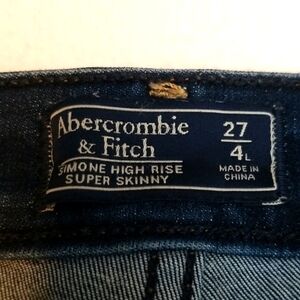 Abercrombie
& Fitch
SIMONE HIGH RISE
SUPER SKINNY
27
4L
MADE IN
CHINA